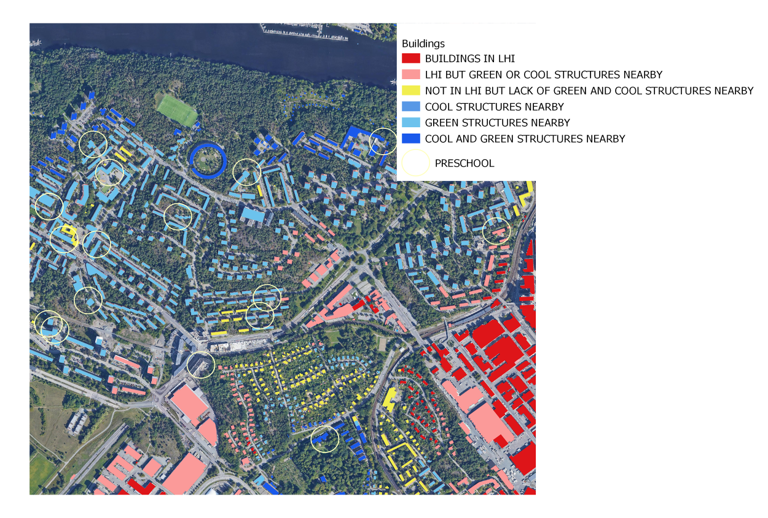 Buildings
BUILDINGS IN LHI
LHI BUT GREEN OR COOL STRUCTURES NEARBY
NOT IN LHI BUT LACK OF GREEN AND COOL STRUCTURES NEARBY
COOL STRUCTURES NEARBY
GREEN STRUCTURES NEARBY
COOL AND GREEN STRUCTURES NEARBY
PRESCHOOL